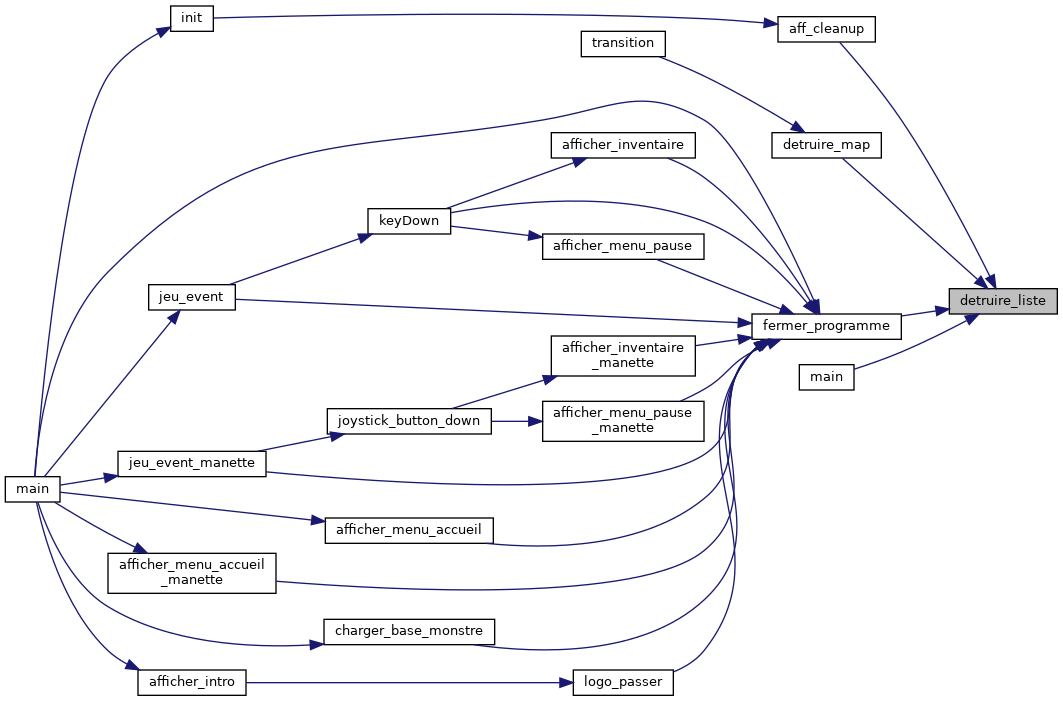 init
aff_cleanup
transition
afficher_inventaire
detruire_map
keyDown
afficher_menu_pause
jeu_event
detruire_liste
fermer_programme
afficher_inventaire
_manette
main
afficher_menu_pause
_manette
joystick_button_down
jeu_event_manette
main
afficher_menu_accueil
afficher_menu_accueil
_manette
charger_base_monstre
afficher_intro
logo_passer